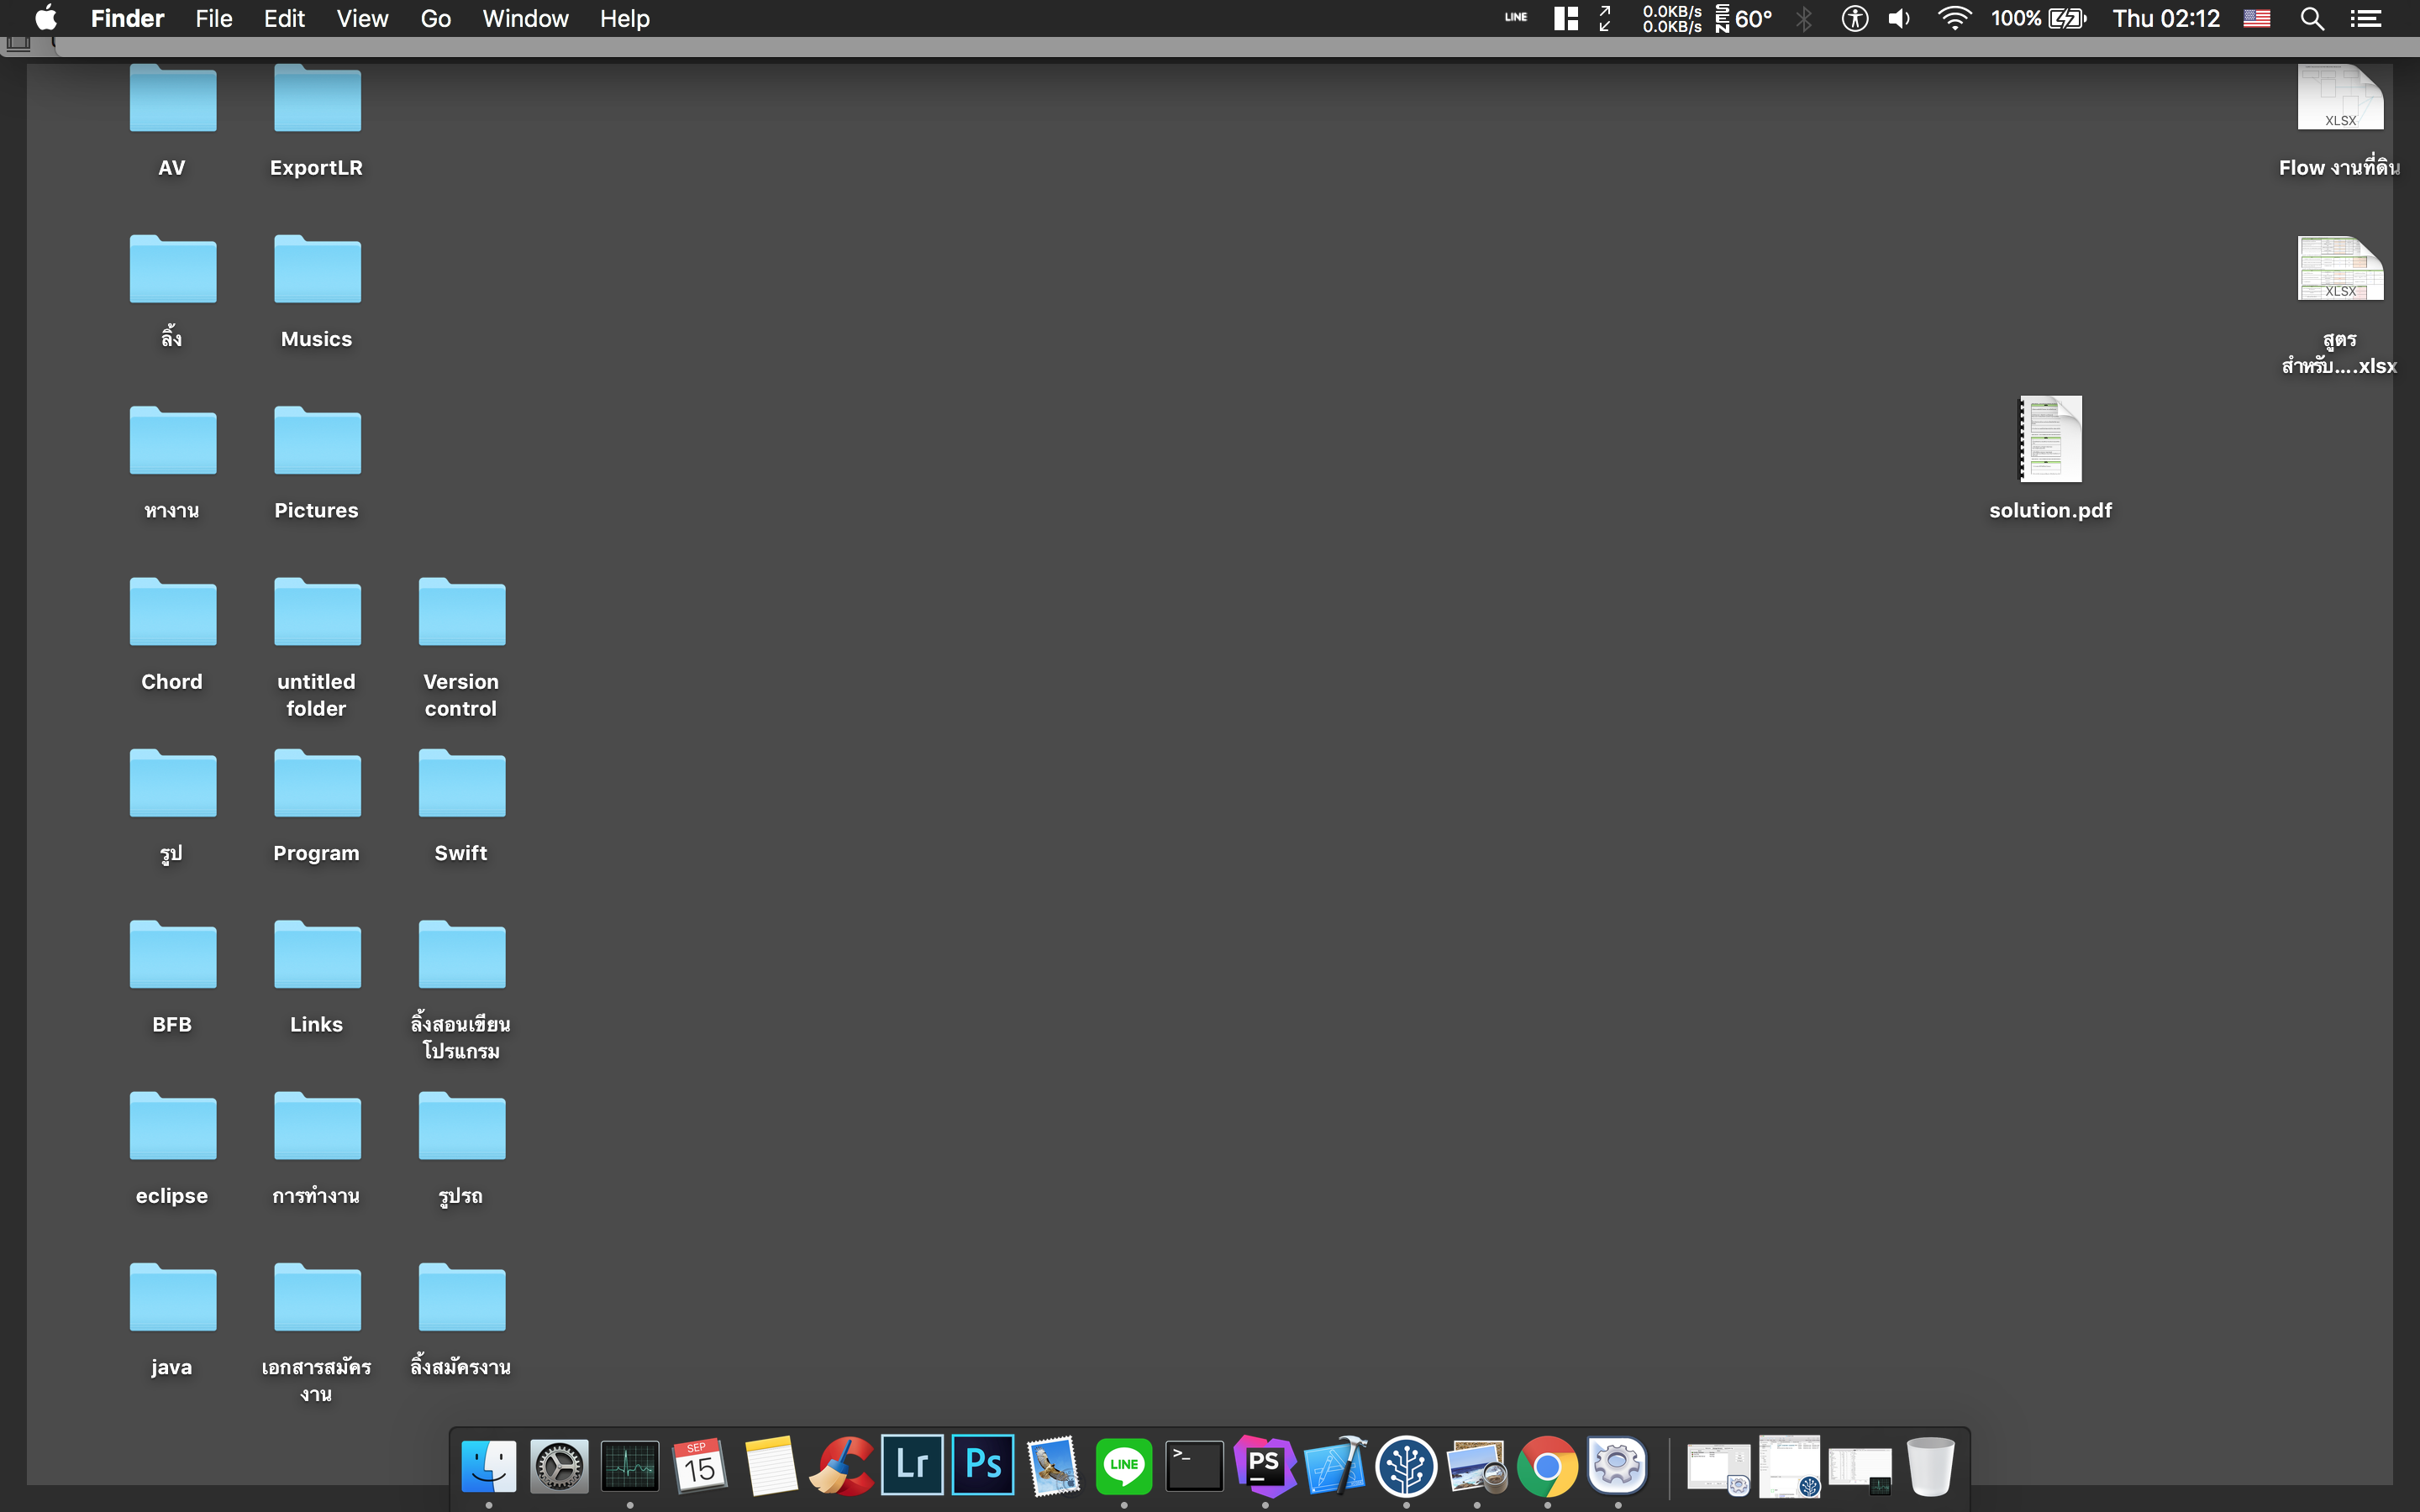 Finder File Edit View Go Window Help
LINE 0.0KB/s 0.0KB/s SEN 60° 100% Thu 02:12
AV ExportLR
XLSX
Flow งานที่ดิน
ลิ้ง Musics
XLSX
สูตร
สำหรับ....xlsx
หางาน Pictures
solution.pdf
Chord
untitled
folder
Version
control
รูป Program Swift
BFB Links
ลิ้งสอนเขียน
โปรแกรม
eclipse การทำงาน รูปรถ
java
เอกสารสมัคร
งาน
ลิ้งสมัครงาน
SEP
15
Lr
Ps
LINE
>_
PS